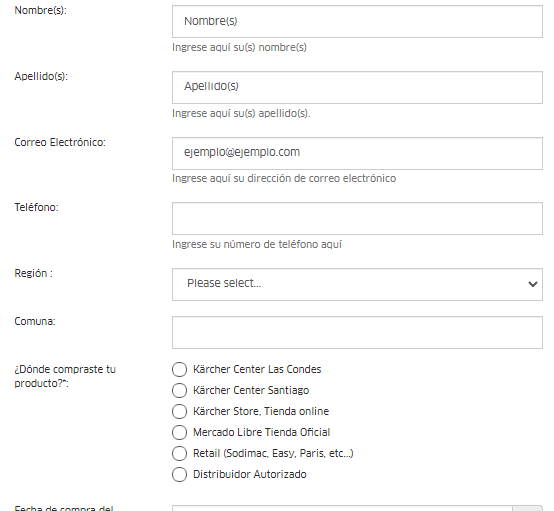 Nombre(s):
Nombre(s)
Ingrese aquí su(s) nombre(s)
Apellido(s):
Apellido(s)
Ingrese aquí su(s) apellido(s).
Correo Electrónico:
ejemplo@ejemplo.com
Ingrese aquí su dirección de correo electrónico
Teléfono:
Ingrese su número de teléfono aquí
Región :
Please select...
Comuna:
¿Dónde compraste tu
producto?*:
Kärcher Center Las Condes
Kärcher Center Santiago
Kärcher Store, Tienda online
Mercado Libre Tienda Oficial
Retail (Sodimac, Easy, Paris, etc...)
Distribuidor Autorizado
Fecha de compra del